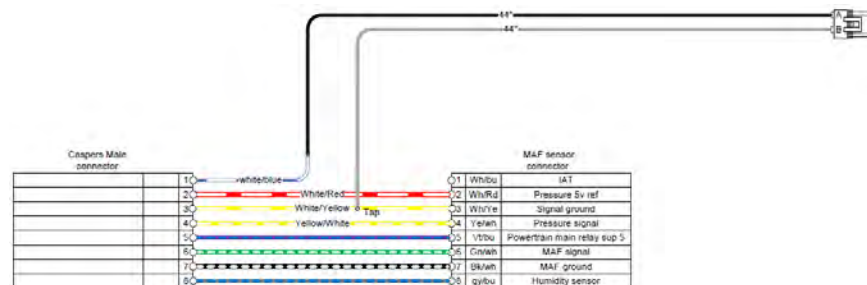 44"
A
44"
B
Caspers Male
connector
MAF sensor
connector
1 white/blue 1 Wh/bu IAT
2 White/Red 2 Wh/Rd Pressure 5v ref
3 White/Yellow Tap 3 Wh/Ye Signal ground
4 Yellow/White 4 Ye/wh Pressure signal
5 5 Vt/bu Powertrain main relay sup 5
6 6 Gn/wh MAF signal
7 7 Bk/wh MAF ground
8 8 gy/bu Humidity sensor